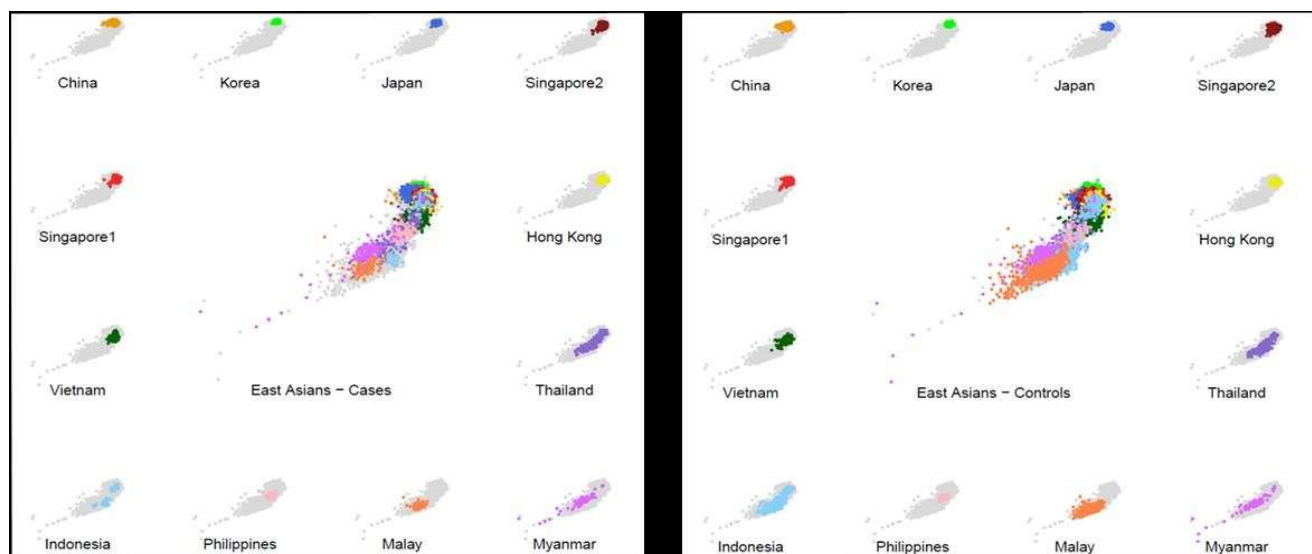 China Korea Japan Singapore2
Singapore1 Hong Kong
Vietnam East Asians − Cases Thailand
Indonesia Philippines Malay Myanmar
China Korea Japan Singapore2
Singapore1 Hong Kong
Vietnam East Asians − Controls Thailand
Indonesia Philippines Malay Myanmar